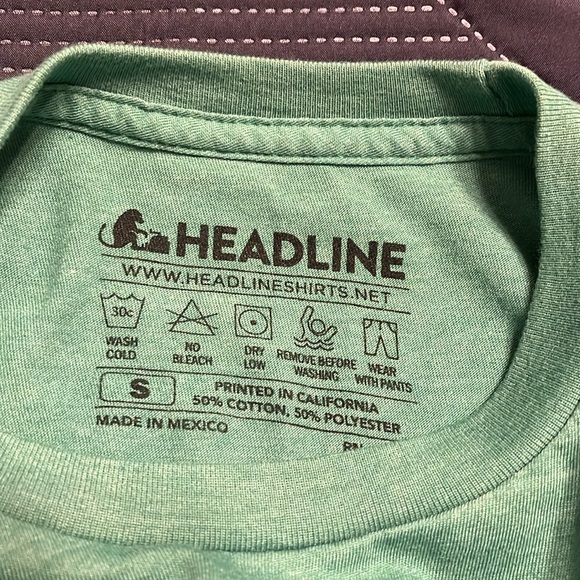 HEADLINE
WWW.HEADLINESHIRTS.NET
30c
WASH COLD
NO BLEACH
DRY LOW
REMOVE BEFORE WASHING
WEAR WITH PANTS
S
PRINTED IN CALIFORNIA
50% COTTON, 50% POLYESTER
MADE IN MEXICO
RN